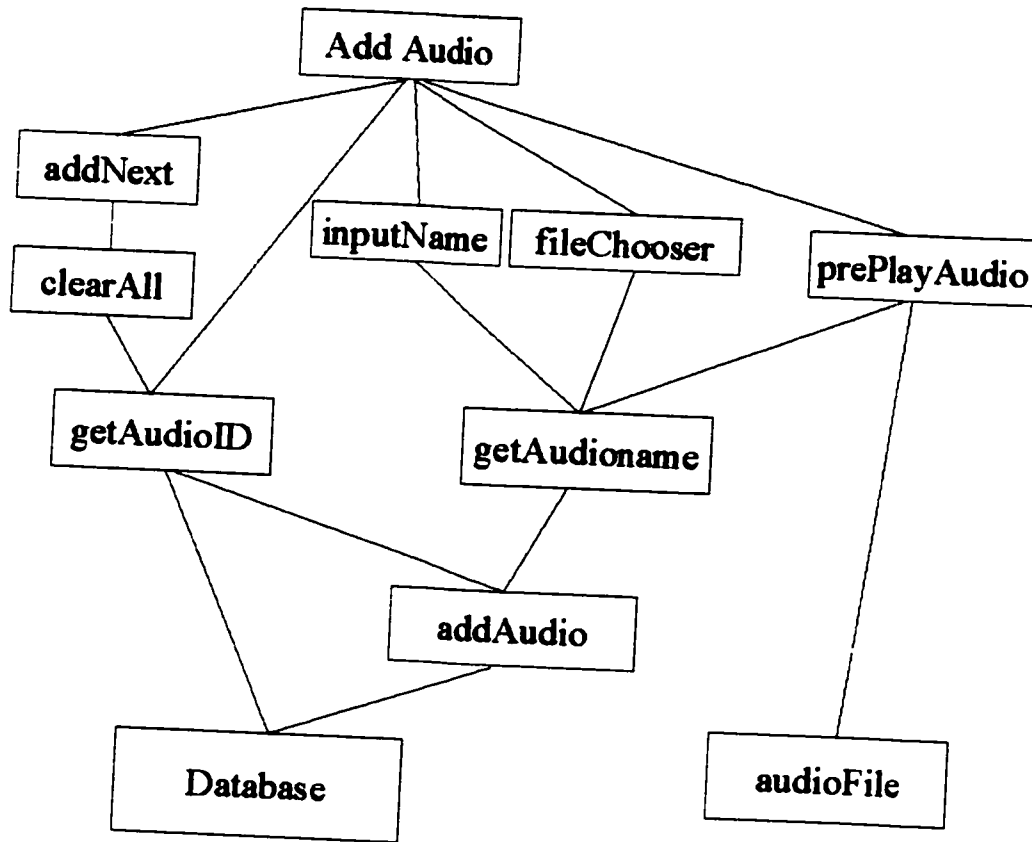 Add Audio
addNext
inputName
fileChooser
prePlayAudio
clearAll
getAudioID
getAudioname
addAudio
Database
audioFile